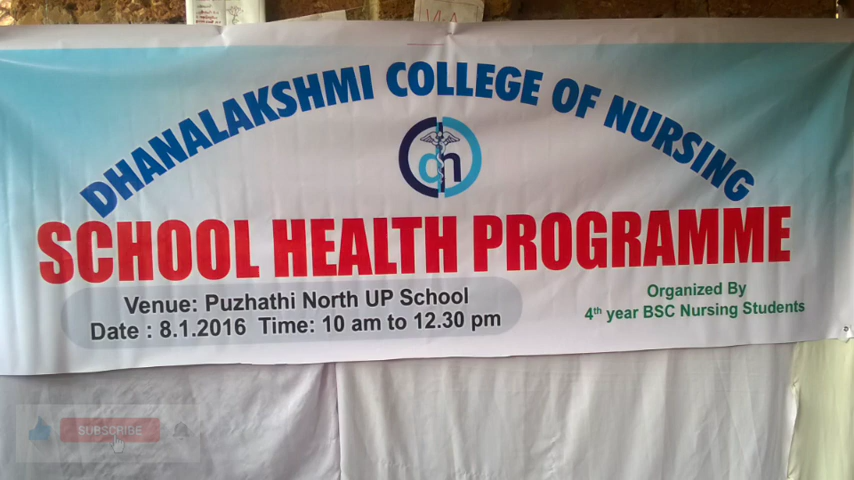 DHANALAKSHMI COLLEGE OF NURSING
dn
SCHOOL HEALTH PROGRAMME
Venue: Puzhathi North UP School
Date : 8.1.2016 Time: 10 am to 12.30 pm
Organized By
4th year BSC Nursing Students
SUBSCRIBE